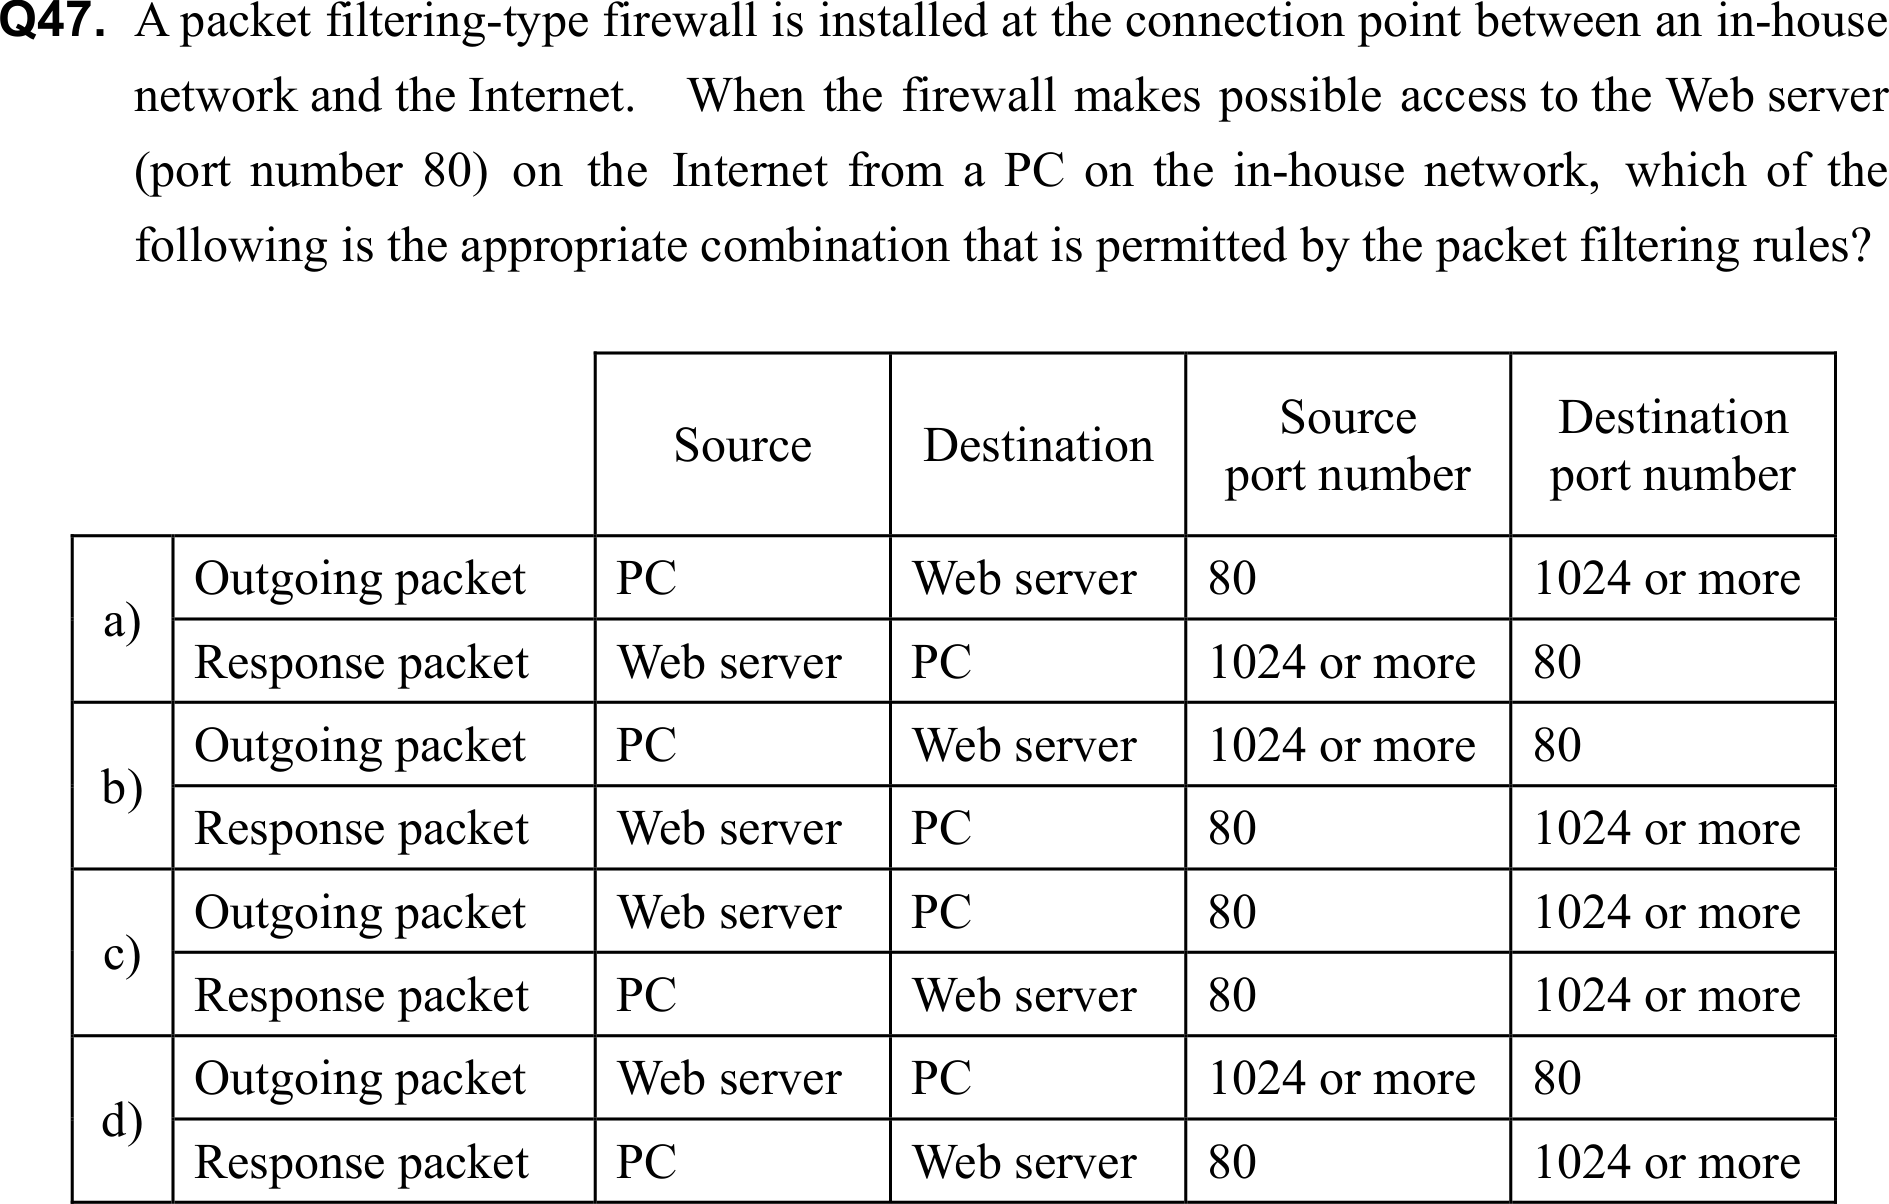 Q47. A packet filtering-type firewall is installed at the connection point between an in-house
network and the Internet. When the firewall makes possible access to the Web server
(port number 80) on the Internet from a PC on the in-house network, which of the
following is the appropriate combination that is permitted by the packet filtering rules?
Source Destination Source port number Destination port number
a) Outgoing packet PC Web server 80 1024 or more
Response packet Web server PC 1024 or more 80
b) Outgoing packet PC Web server 1024 or more 80
Response packet Web server PC 80 1024 or more
c) Outgoing packet Web server PC 80 1024 or more
Response packet PC Web server 80 1024 or more
d) Outgoing packet Web server PC 1024 or more 80
Response packet PC Web server 80 1024 or more